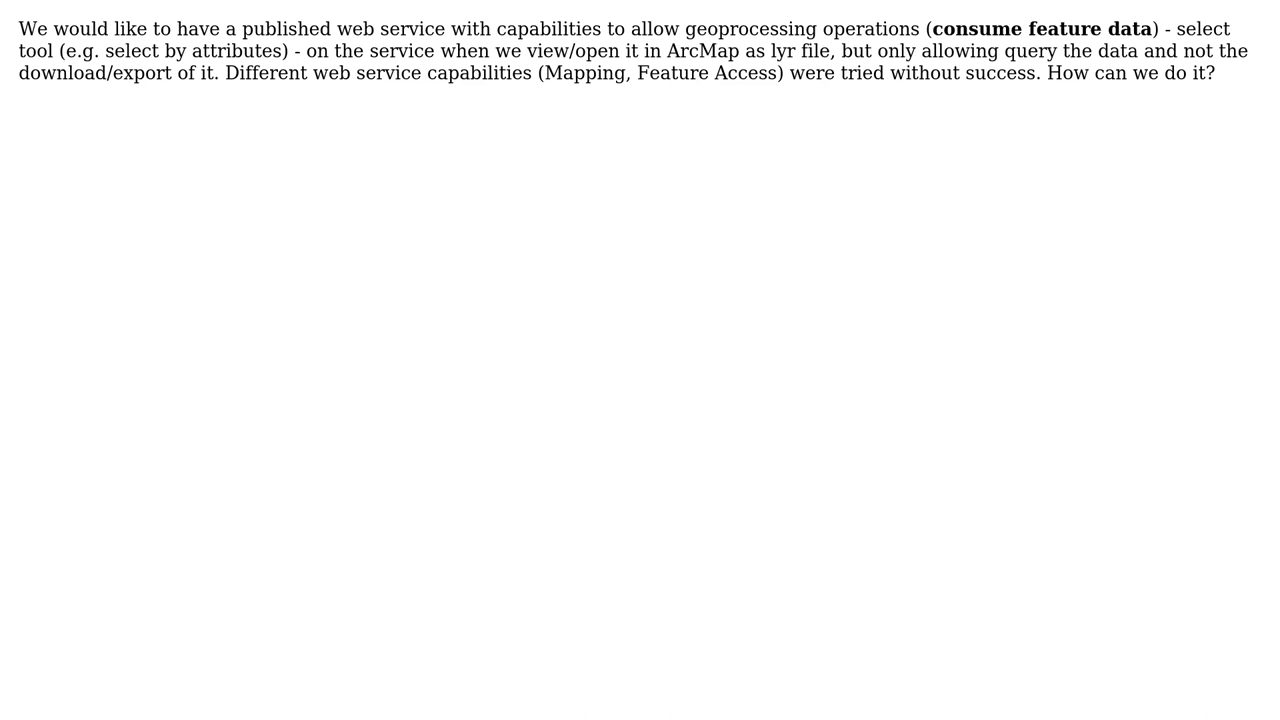 We would like to have a published web service with capabilities to allow geoprocessing operations (consume feature data) - select
tool (e.g. select by attributes) - on the service when we view/open it in ArcMap as lyr file, but only allowing query the data and not the
download/export of it. Different web service capabilities (Mapping, Feature Access) were tried without success. How can we do it?